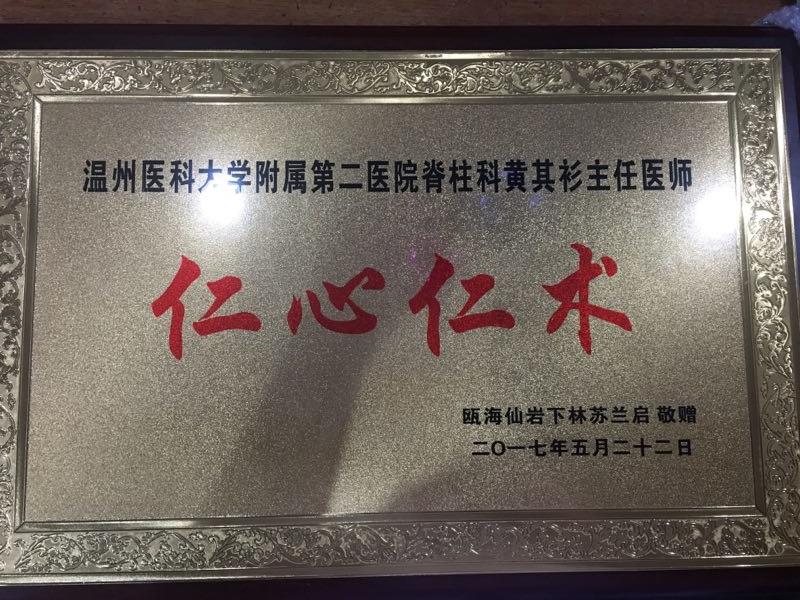 温州医科大学附属第二医院脊柱科黄其衫主任医师
仁心仁术
瓯海仙岩下林苏兰启 敬赠
二〇一七年五月二十二日